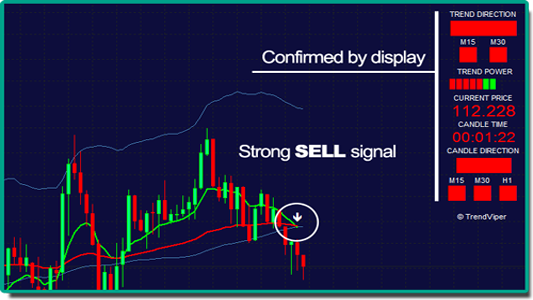 TREND DIRECTION
M15 M30
Confirmed by display
TREND POWER
CURRENT PRICE
112.228
CANDLE TIME
00:01:22
CANDLE DIRECTION
Strong SELL signal
M15 M30 H1
© TrendViper